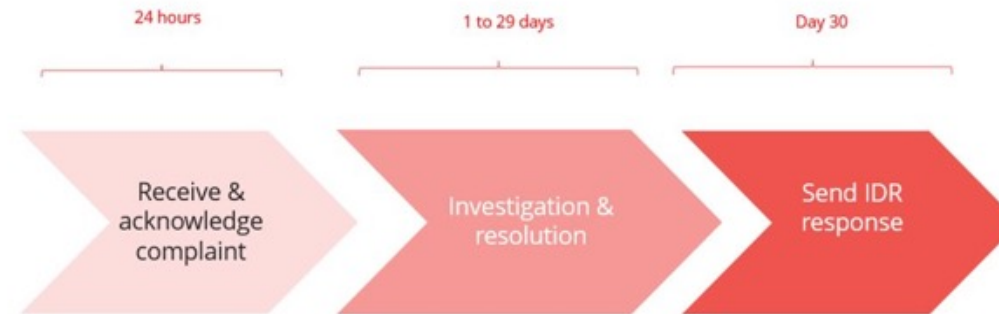 24 hours
1 to 29 days
Day 30
Receive &
acknowledge
complaint
Investigation &
resolution
Send IDR
response